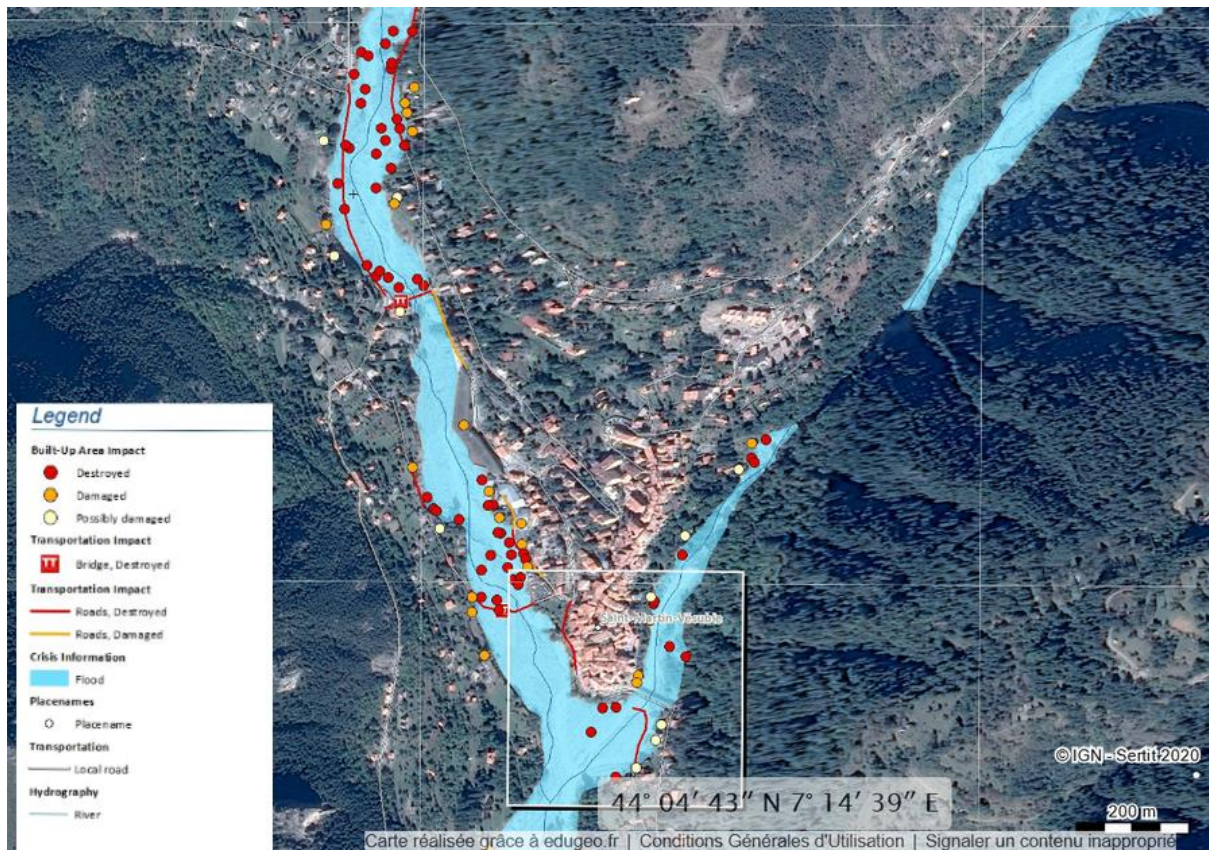 Legend
Built-Up Area Impact
Destroyed
Damaged
Possibly damaged
Transportation Impact
Bridge, Destroyed
Transportation Impact
Roads, Destroyed
Roads, Damaged
Crisis Information
Flood
Placenames
Placename
Transportation
Local road
Hydrography
River
Saint-Martin-Vésubie
© IGN - Sertit 2020
44° 04′ 43″ N 7° 14′ 39″ E
200 m
Carte réalisée grâce à edugeo.fr | Conditions Générales d'Utilisation | Signaler un contenu inapproprié